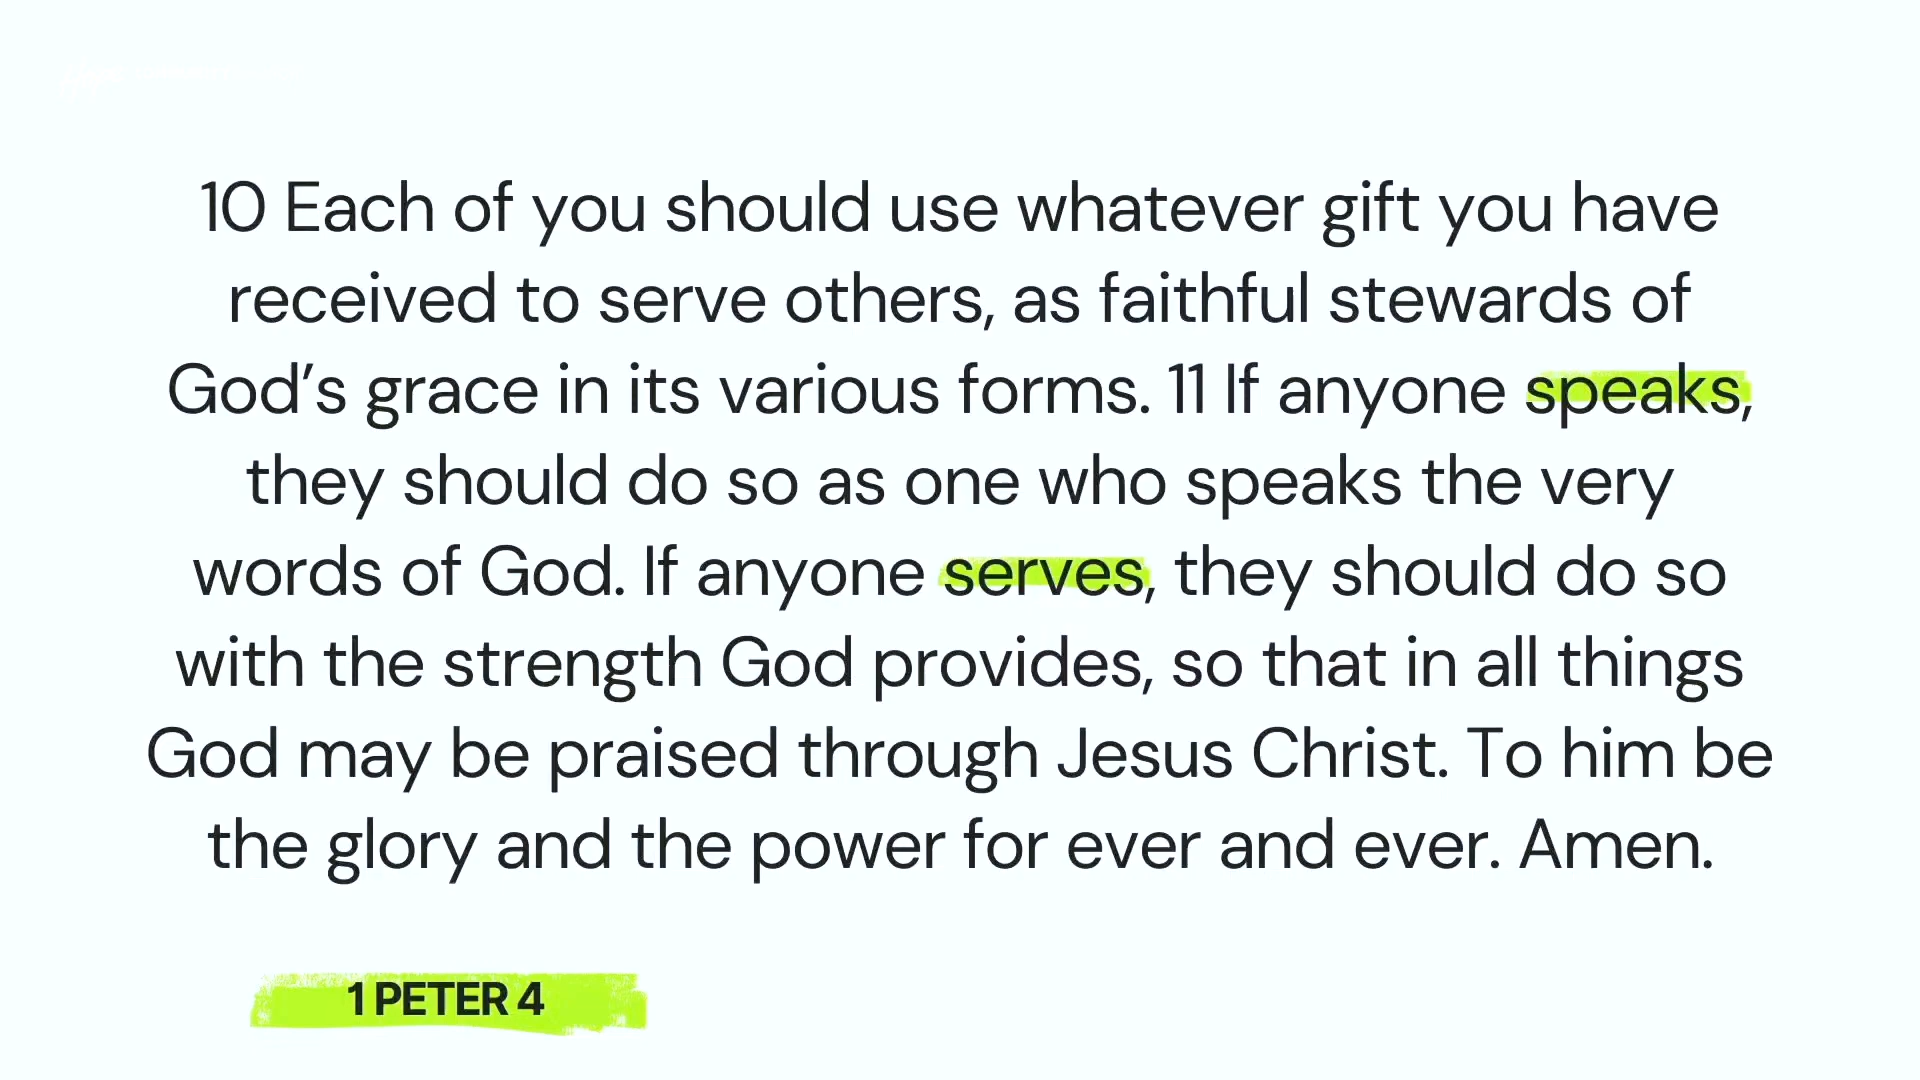 10 Each of you should use whatever gift you have
received to serve others, as faithful stewards of
God’s grace in its various forms. 11 If anyone speaks,
they should do so as one who speaks the very
words of God. If anyone serves, they should do so
with the strength God provides, so that in all things
God may be praised through Jesus Christ. To him be
the glory and the power for ever and ever. Amen.
1 PETER 4